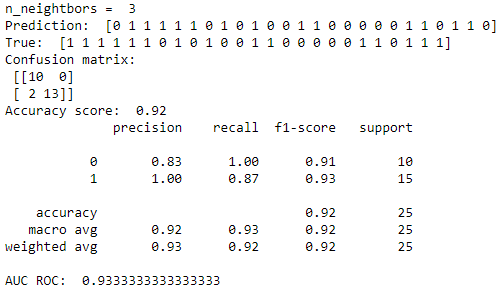 n_neightbors =  3
Prediction:  [0 1 1 1 1 1 0 1 0 1 0 0 1 1 0 0 0 0 0 1 1 0 1 1 0]
True:  [1 1 1 1 1 1 0 1 0 1 0 0 1 1 0 0 0 0 0 1 1 0 1 1 1]
Confusion matrix:
[[10  0]
[ 2 13]]
Accuracy score:  0.92
precision    recall  f1-score   support
0       0.83      1.00      0.91        10
1       1.00      0.87      0.93        15
accuracy                           0.92        25
macro avg       0.92      0.93      0.92        25
weighted avg       0.93      0.92      0.92        25
AUC ROC:  0.9333333333333333